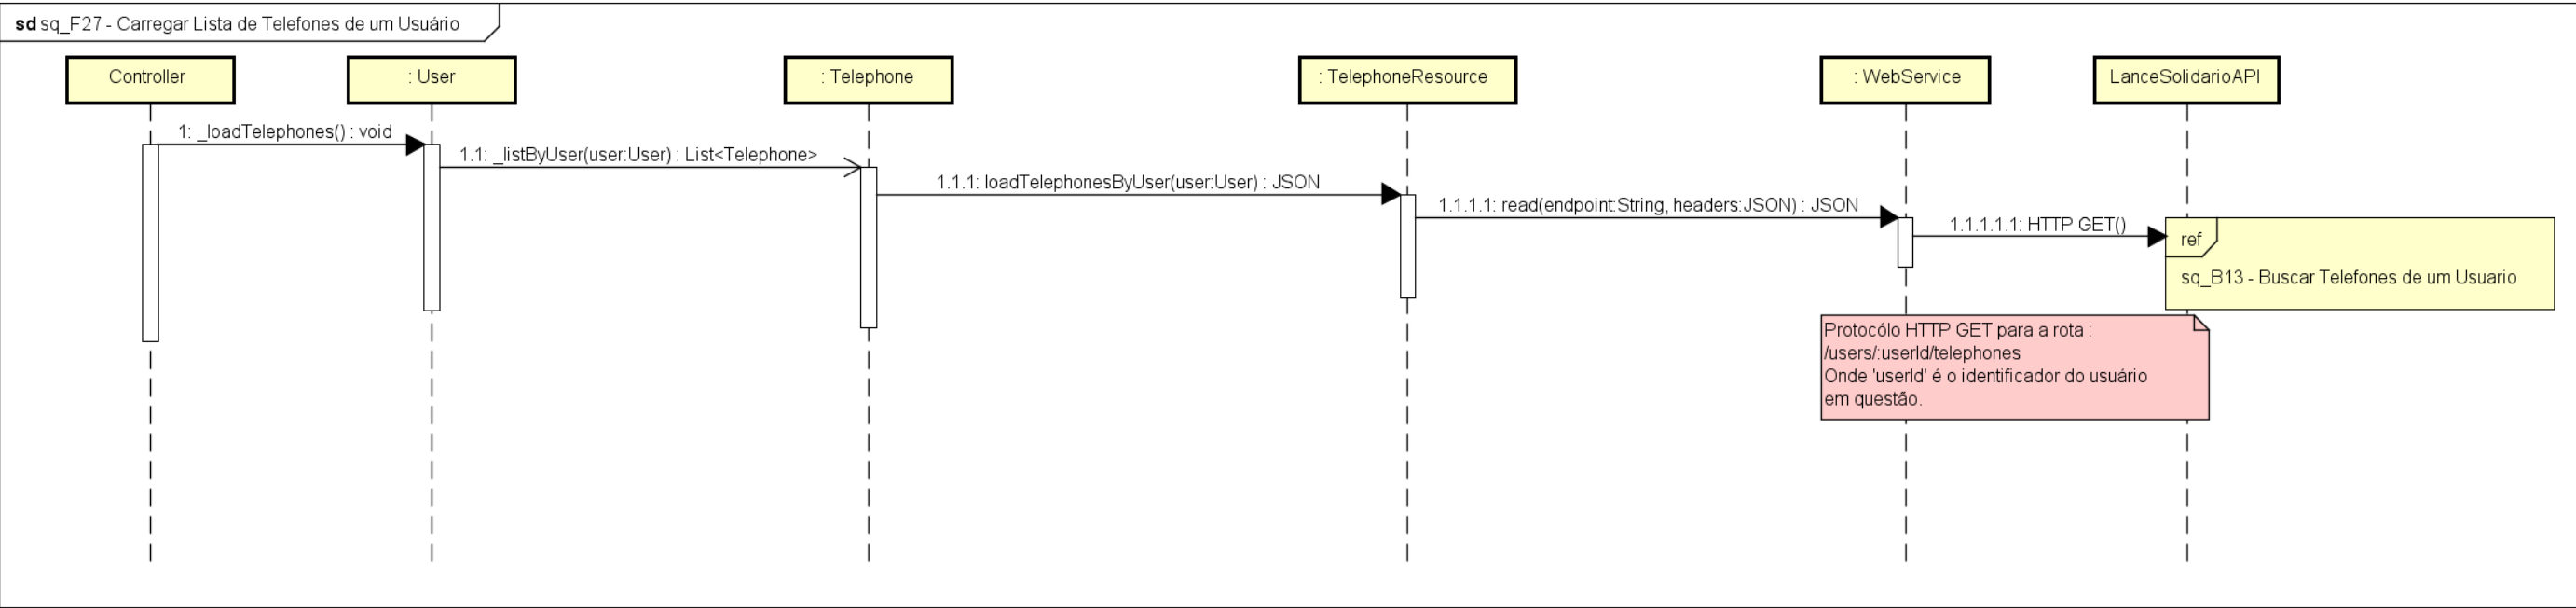 sd sq_F27 - Carregar Lista de Telefones de um Usuário
Controller
: User
: Telephone
: TelephoneResource
: WebService
LanceSolidarioAPI
1: _loadTelephones() : void
1.1: _listByUser(user:User) : List<Telephone>
1.1.1: loadTelephonesByUser(user:User) : JSON
1.1.1.1: read(endpoint:String, headers:JSON) : JSON
1.1.1.1.1: HTTP GET()
ref
sq_B13 - Buscar Telefones de um Usuario
Protocólo HTTP GET para a rota :
/users/:userId/telephones
Onde 'userId' é o identificador do usuário
em questão.